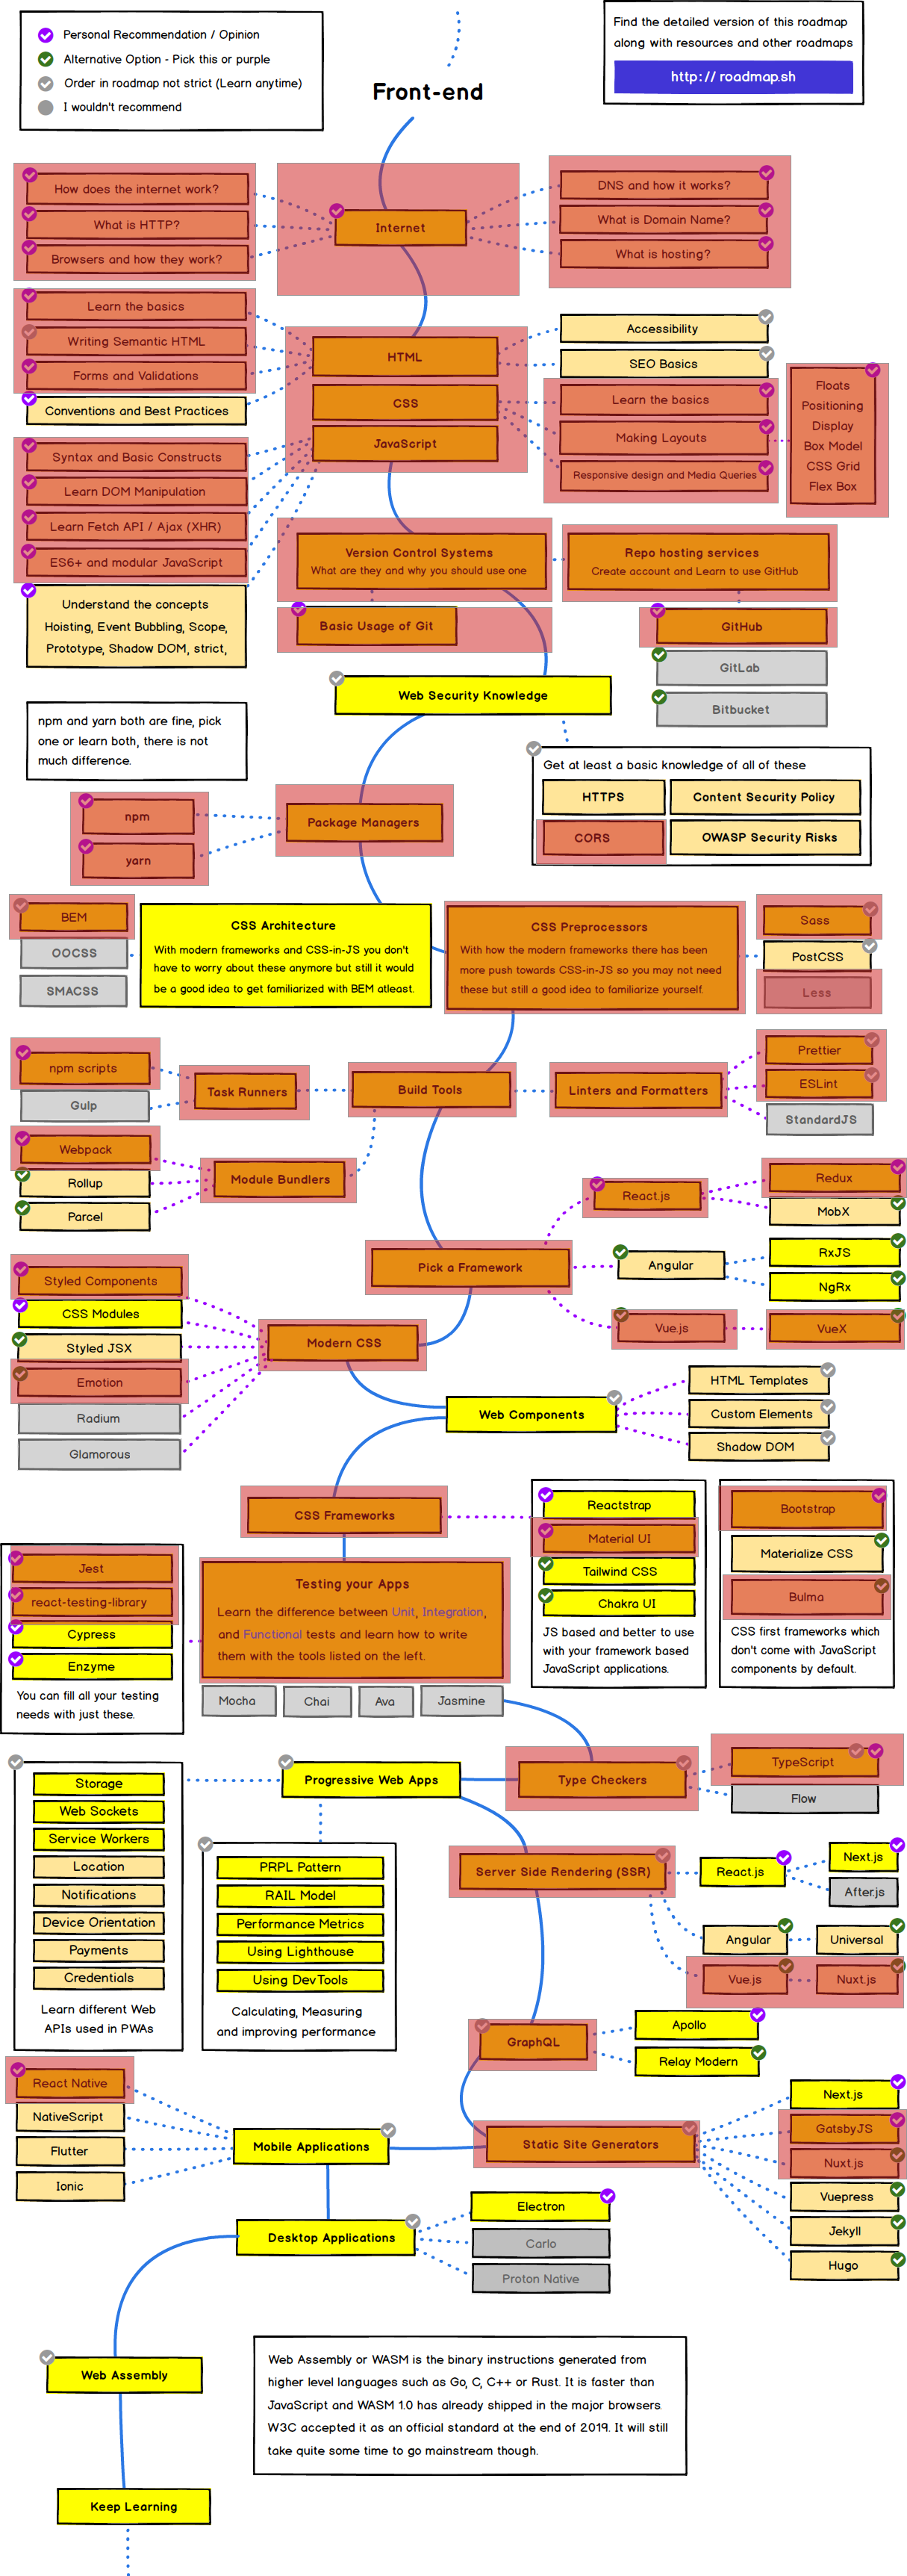 Personal Recommendation / Opinion
Alternative Option - Pick this or purple
Order in roadmap not strict (Learn anytime)
I wouldn't recommend
Find the detailed version of this roadmap
along with resources and other roadmaps
http:// roadmap.sh
Front-end
How does the internet work?
What is HTTP?
Browsers and how they work?
Internet
DNS and how it works?
What is Domain Name?
What is hosting?
Learn the basics
Writing Semantic HTML
Forms and Validations
Conventions and Best Practices
HTML
CSS
JavaScript
Accessibility
SEO Basics
Learn the basics
Making Layouts
Responsive design and Media Queries
Floats
Positioning
Display
Box Model
CSS Grid
Flex Box
Syntax and Basic Constructs
Learn DOM Manipulation
Learn Fetch API / Ajax (XHR)
ES6+ and modular JavaScript
Understand the concepts
Hoisting, Event Bubbling, Scope,
Prototype, Shadow DOM, strict,
Version Control Systems
What are they and why you should use one
Basic Usage of Git
Repo hosting services
Create account and Learn to use GitHub
GitHub
GitLab
Bitbucket
Web Security Knowledge
npm and yarn both are fine, pick
one or learn both, there is not
much difference.
Get at least a basic knowledge of all of these
HTTPS
Content Security Policy
CORS
OWASP Security Risks
npm
yarn
Package Managers
BEM
OOCSS
SMACSS
CSS Architecture
With modern frameworks and CSS-in-JS you don't
have to worry about these anymore but still it would
be a good idea to get familiarized with BEM atleast.
CSS Preprocessors
With how the modern frameworks there has been
more push towards CSS-in-JS so you may not need
these but still a good idea to familiarize yourself.
Sass
PostCSS
Less
npm scripts
Gulp
Task Runners
Build Tools
Linters and Formatters
Prettier
ESLint
StandardJS
Webpack
Rollup
Parcel
Module Bundlers
React.js
Redux
MobX
Pick a Framework
Angular
RxJS
NgRx
Vue.js
VueX
Styled Components
CSS Modules
Styled JSX
Emotion
Radium
Glamorous
Modern CSS
Web Components
HTML Templates
Custom Elements
Shadow DOM
CSS Frameworks
Reactstrap
Material UI
Tailwind CSS
Chakra UI
JS based and better to use
with your framework based
JavaScript applications.
Bootstrap
Materialize CSS
Bulma
CSS first frameworks which
don't come with JavaScript
components by default.
Jest
react-testing-library
Cypress
Enzyme
You can fill all your testing
needs with just these.
Testing your Apps
Learn the difference between Unit, Integration,
and Functional tests and learn how to write
them with the tools listed on the left.
Mocha
Chai
Ava
Jasmine
Progressive Web Apps
Type Checkers
TypeScript
Flow
Storage
Web Sockets
Service Workers
Location
Notifications
Device Orientation
Payments
Credentials
Learn different Web
APIs used in PWAs
PRPL Pattern
RAIL Model
Performance Metrics
Using Lighthouse
Using DevTools
Calculating, Measuring
and improving performance
Server Side Rendering (SSR)
React.js
Next.js
After.js
Angular
Universal
Vue.js
Nuxt.js
GraphQL
Apollo
Relay Modern
React Native
NativeScript
Flutter
Ionic
Mobile Applications
Static Site Generators
Next.js
GatsbyJS
Nuxt.js
Vuepress
Jekyll
Hugo
Desktop Applications
Electron
Carlo
Proton Native
Web Assembly
Web Assembly or WASM is the binary instructions generated from
higher level languages such as Go, C, C++ or Rust. It is faster than
JavaScript and WASM 1.0 has already shipped in the major browsers.
W3C accepted it as an official standard at the end of 2019. It will still
take quite some time to go mainstream though.
Keep Learning